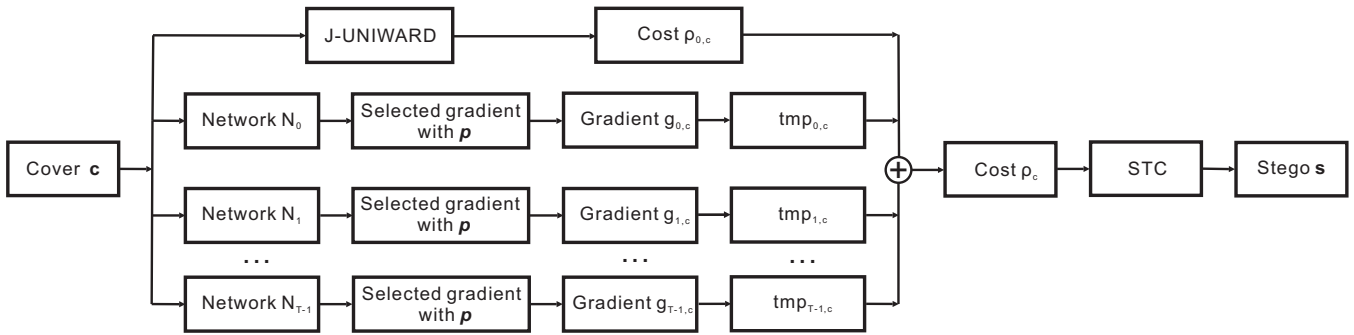 J-UNIWARD
Cost ρ0,c
Network N0
Selected gradient
with p
Gradient g0,c
tmp0,c
Cover c
+
Cost ρc
STC
Stego s
Network N1
Selected gradient
with p
Gradient g1,c
tmp1,c
...
...
...
Network NT-1
Selected gradient
with p
Gradient gT-1,c
tmpT-1,c